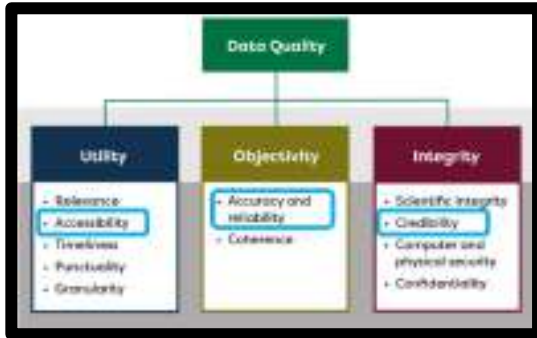 Data Quality
Utility
• Relevance
• Accessibility
• Timeliness
• Punctuality
• Granularity
Objectivity
• Accuracy and
reliability
• Coherence
Integrity
• Scientific Integrity
• Credibility
• Computer and
physical security
• Confidentiality